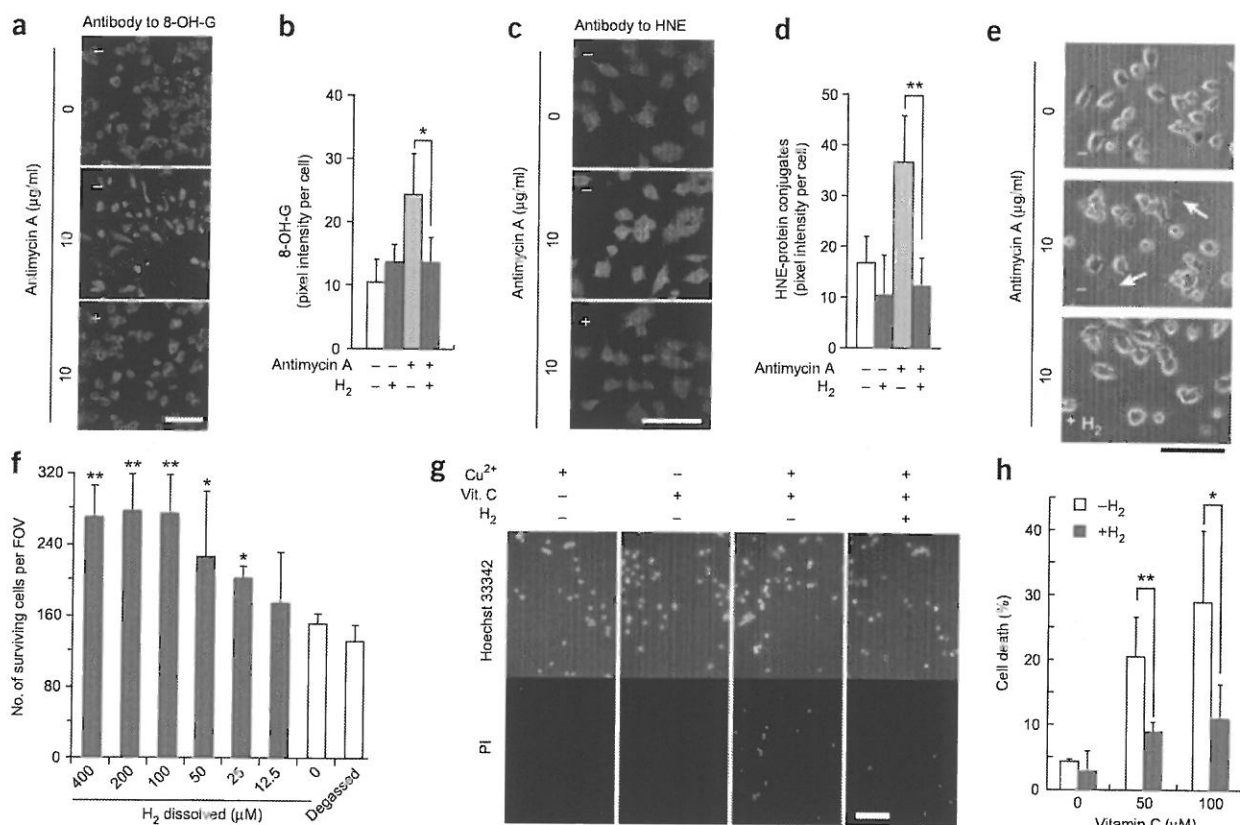 a
Antibody to 8-OH-G
Antimycin A (µg/ml)
0
–
10
–
10
+
b
8-OH-G
(pixel intensity per cell)
40
30
20
10
0
Antimycin A – – + +
H2 – + – +
*
c
Antibody to HNE
Antimycin A (µg/ml)
0
–
10
–
10
+
d
HNE-protein conjugates
(pixel intensity per cell)
50
40
30
20
10
0
Antimycin A – – + +
H2 – + – +
**
e
Antimycin A (µg/ml)
0
–
10
–
10
+ H2
f
No. of surviving cells per FOV
320
240
160
80
0
** ** ** * *
400 200 100 50 25 12.5 0 Degassed
H2 dissolved (µM)
g
Cu2+ + – + +
Vit. C – + + +
H2 – – – +
Hoechst 33342
PI
h
–H2
+H2
Cell death (%)
40
30
20
10
0
** *
0 50 100
Vitamin C (µM)